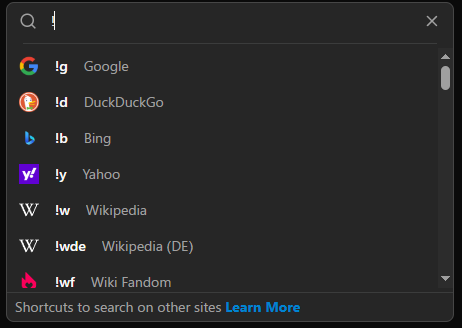 !
!g Google
!d DuckDuckGo
!b Bing
y! !y Yahoo
W !w Wikipedia
W !wde Wikipedia (DE)
!wf Wiki Fandom
Shortcuts to search on other sites Learn More